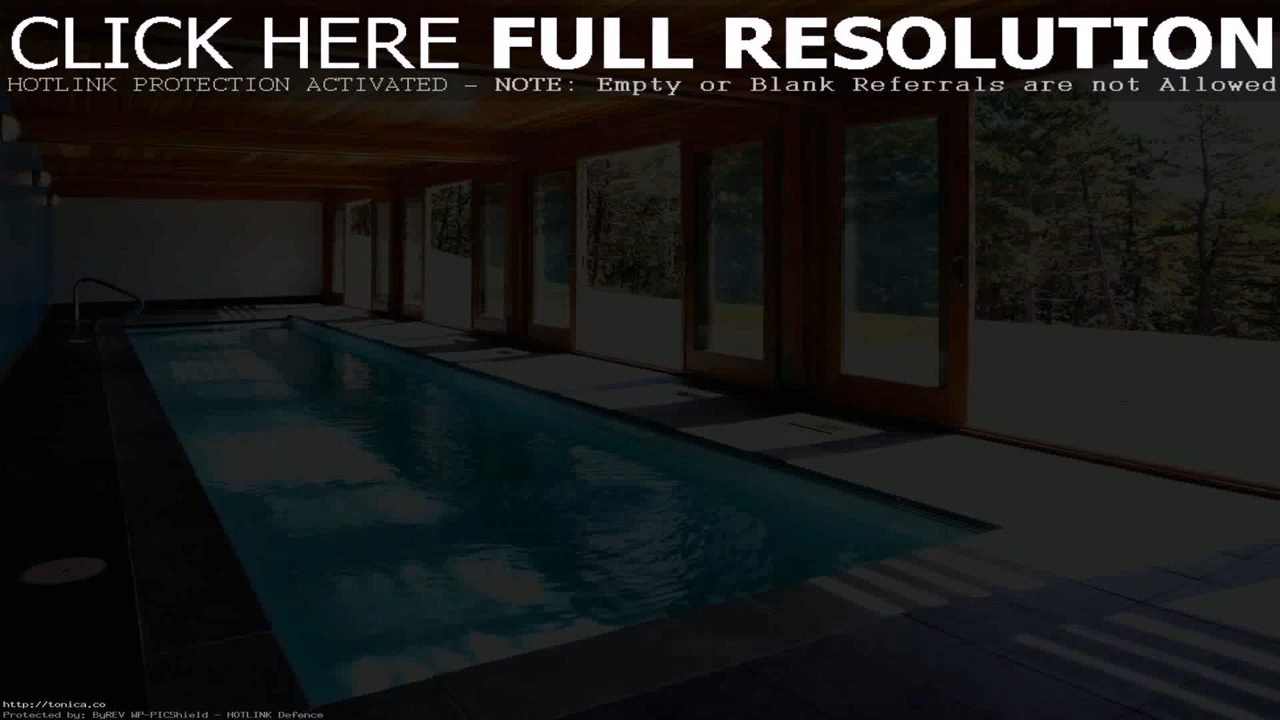 CLICK HERE FULL RESOLUTION
HOTLINK PROTECTION ACTIVATED - NOTE: Empty or Blank Referrals are not Allowed
http://tonica.co
Protected by: ByREV WP-PICShield - HOTLINK Defence